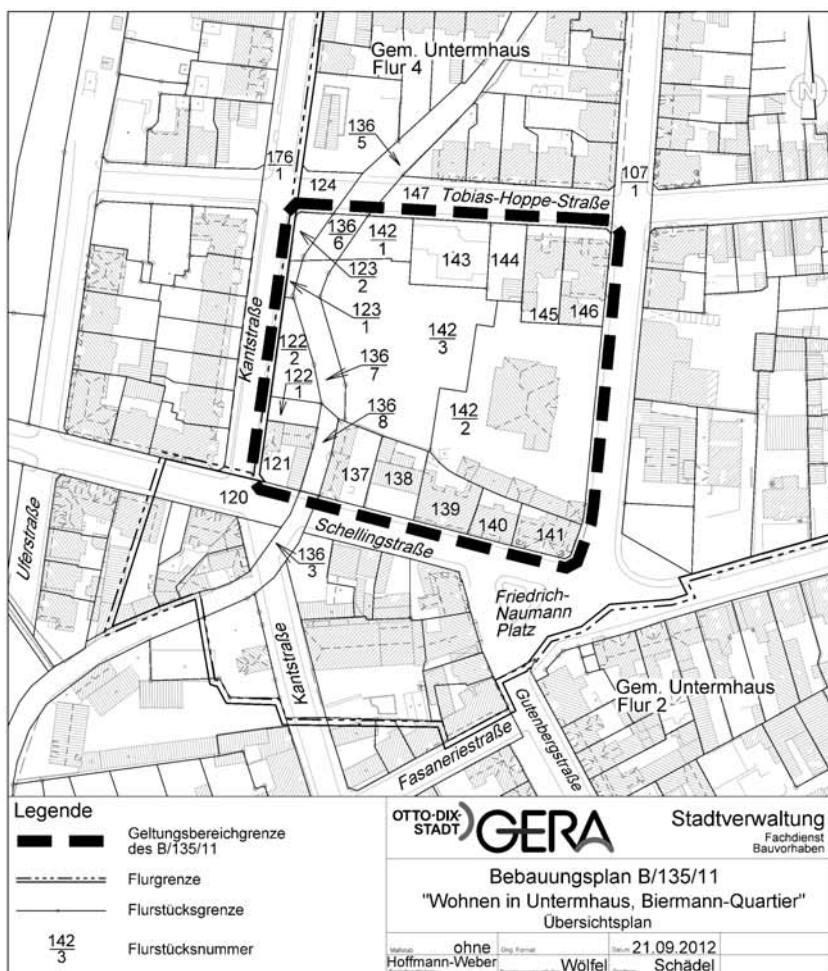 Gem. Untermhaus
Flur 4
136
5
176
1
124
147
Tobias-Hoppe-Straße
107
1
N
136
6
142
1
143
144
123
2
145
146
123
1
142
3
Kantstraße
122
2
136
7
122
1
136
8
142
2
121
137
138
139
140
141
120
Schellingstraße
Uferstraße
136
3
Friedrich-
Naumann
Platz
Kantstraße
Gem. Untermhaus
Flur 2
Gutenbergstraße
Fasaneriestraße
Legende
Geltungsbereichgrenze
des B/135/11
Flurgrenze
Flurstücksgrenze
142
3
Flurstücksnummer
OTTO-DIX-
STADT
GERA
Stadtverwaltung
Fachdienst
Bauvorhaben
Bebauungsplan B/135/11
"Wohnen in Untermhaus, Biermann-Quartier"
Übersichtsplan
Maßstab ohne Orig. Format Datum 21.09.2012
Hoffmann-Weber Wölfel Schädel